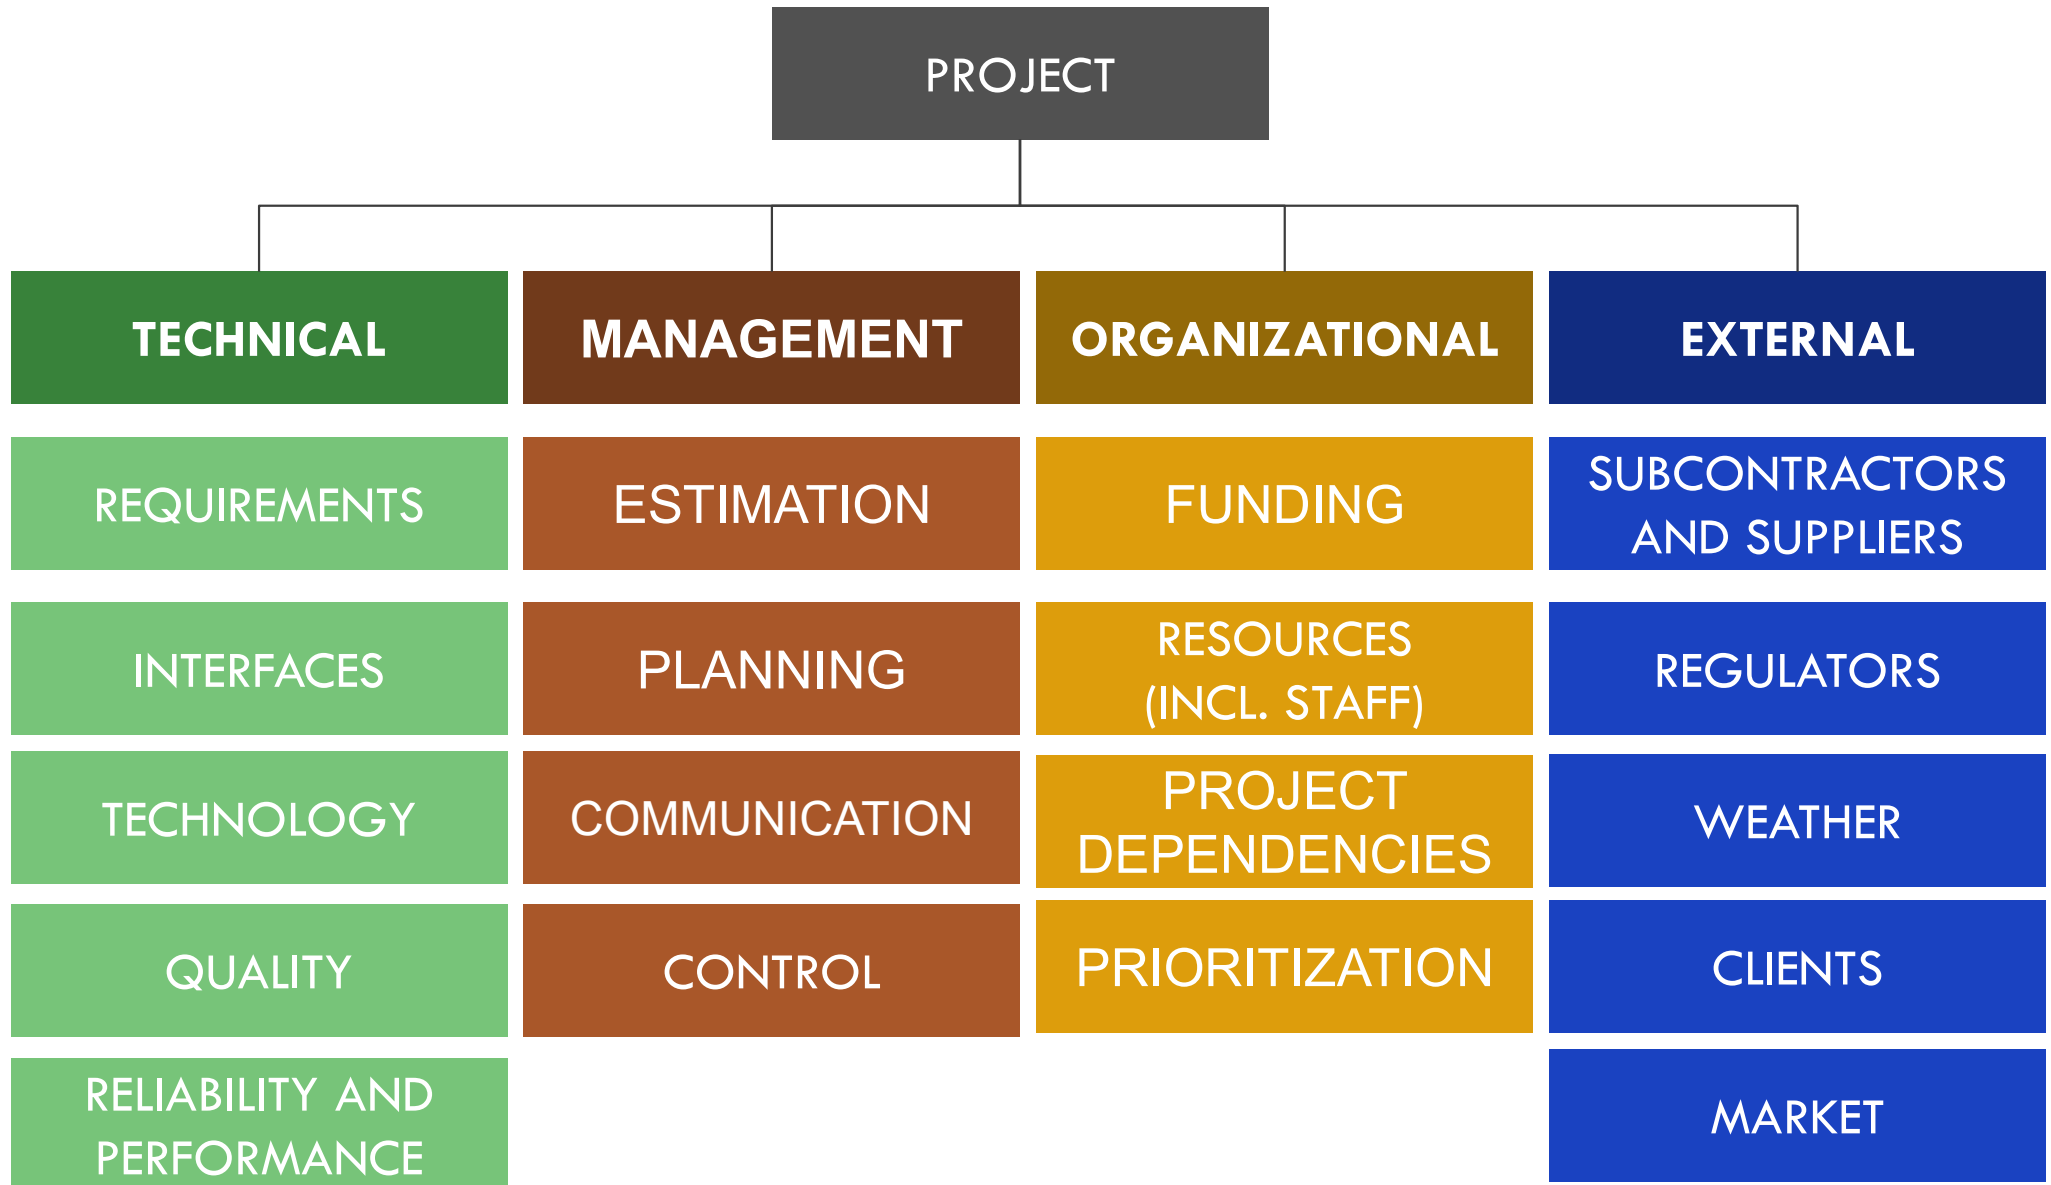 PROJECT
TECHNICAL
MANAGEMENT
ORGANIZATIONAL
EXTERNAL
REQUIREMENTS
ESTIMATION
FUNDING
SUBCONTRACTORS
AND SUPPLIERS
INTERFACES
PLANNING
RESOURCES
(INCL. STAFF)
REGULATORS
TECHNOLOGY
COMMUNICATION
PROJECT
DEPENDENCIES
WEATHER
QUALITY
CONTROL
PRIORITIZATION
CLIENTS
RELIABILITY AND
PERFORMANCE
MARKET